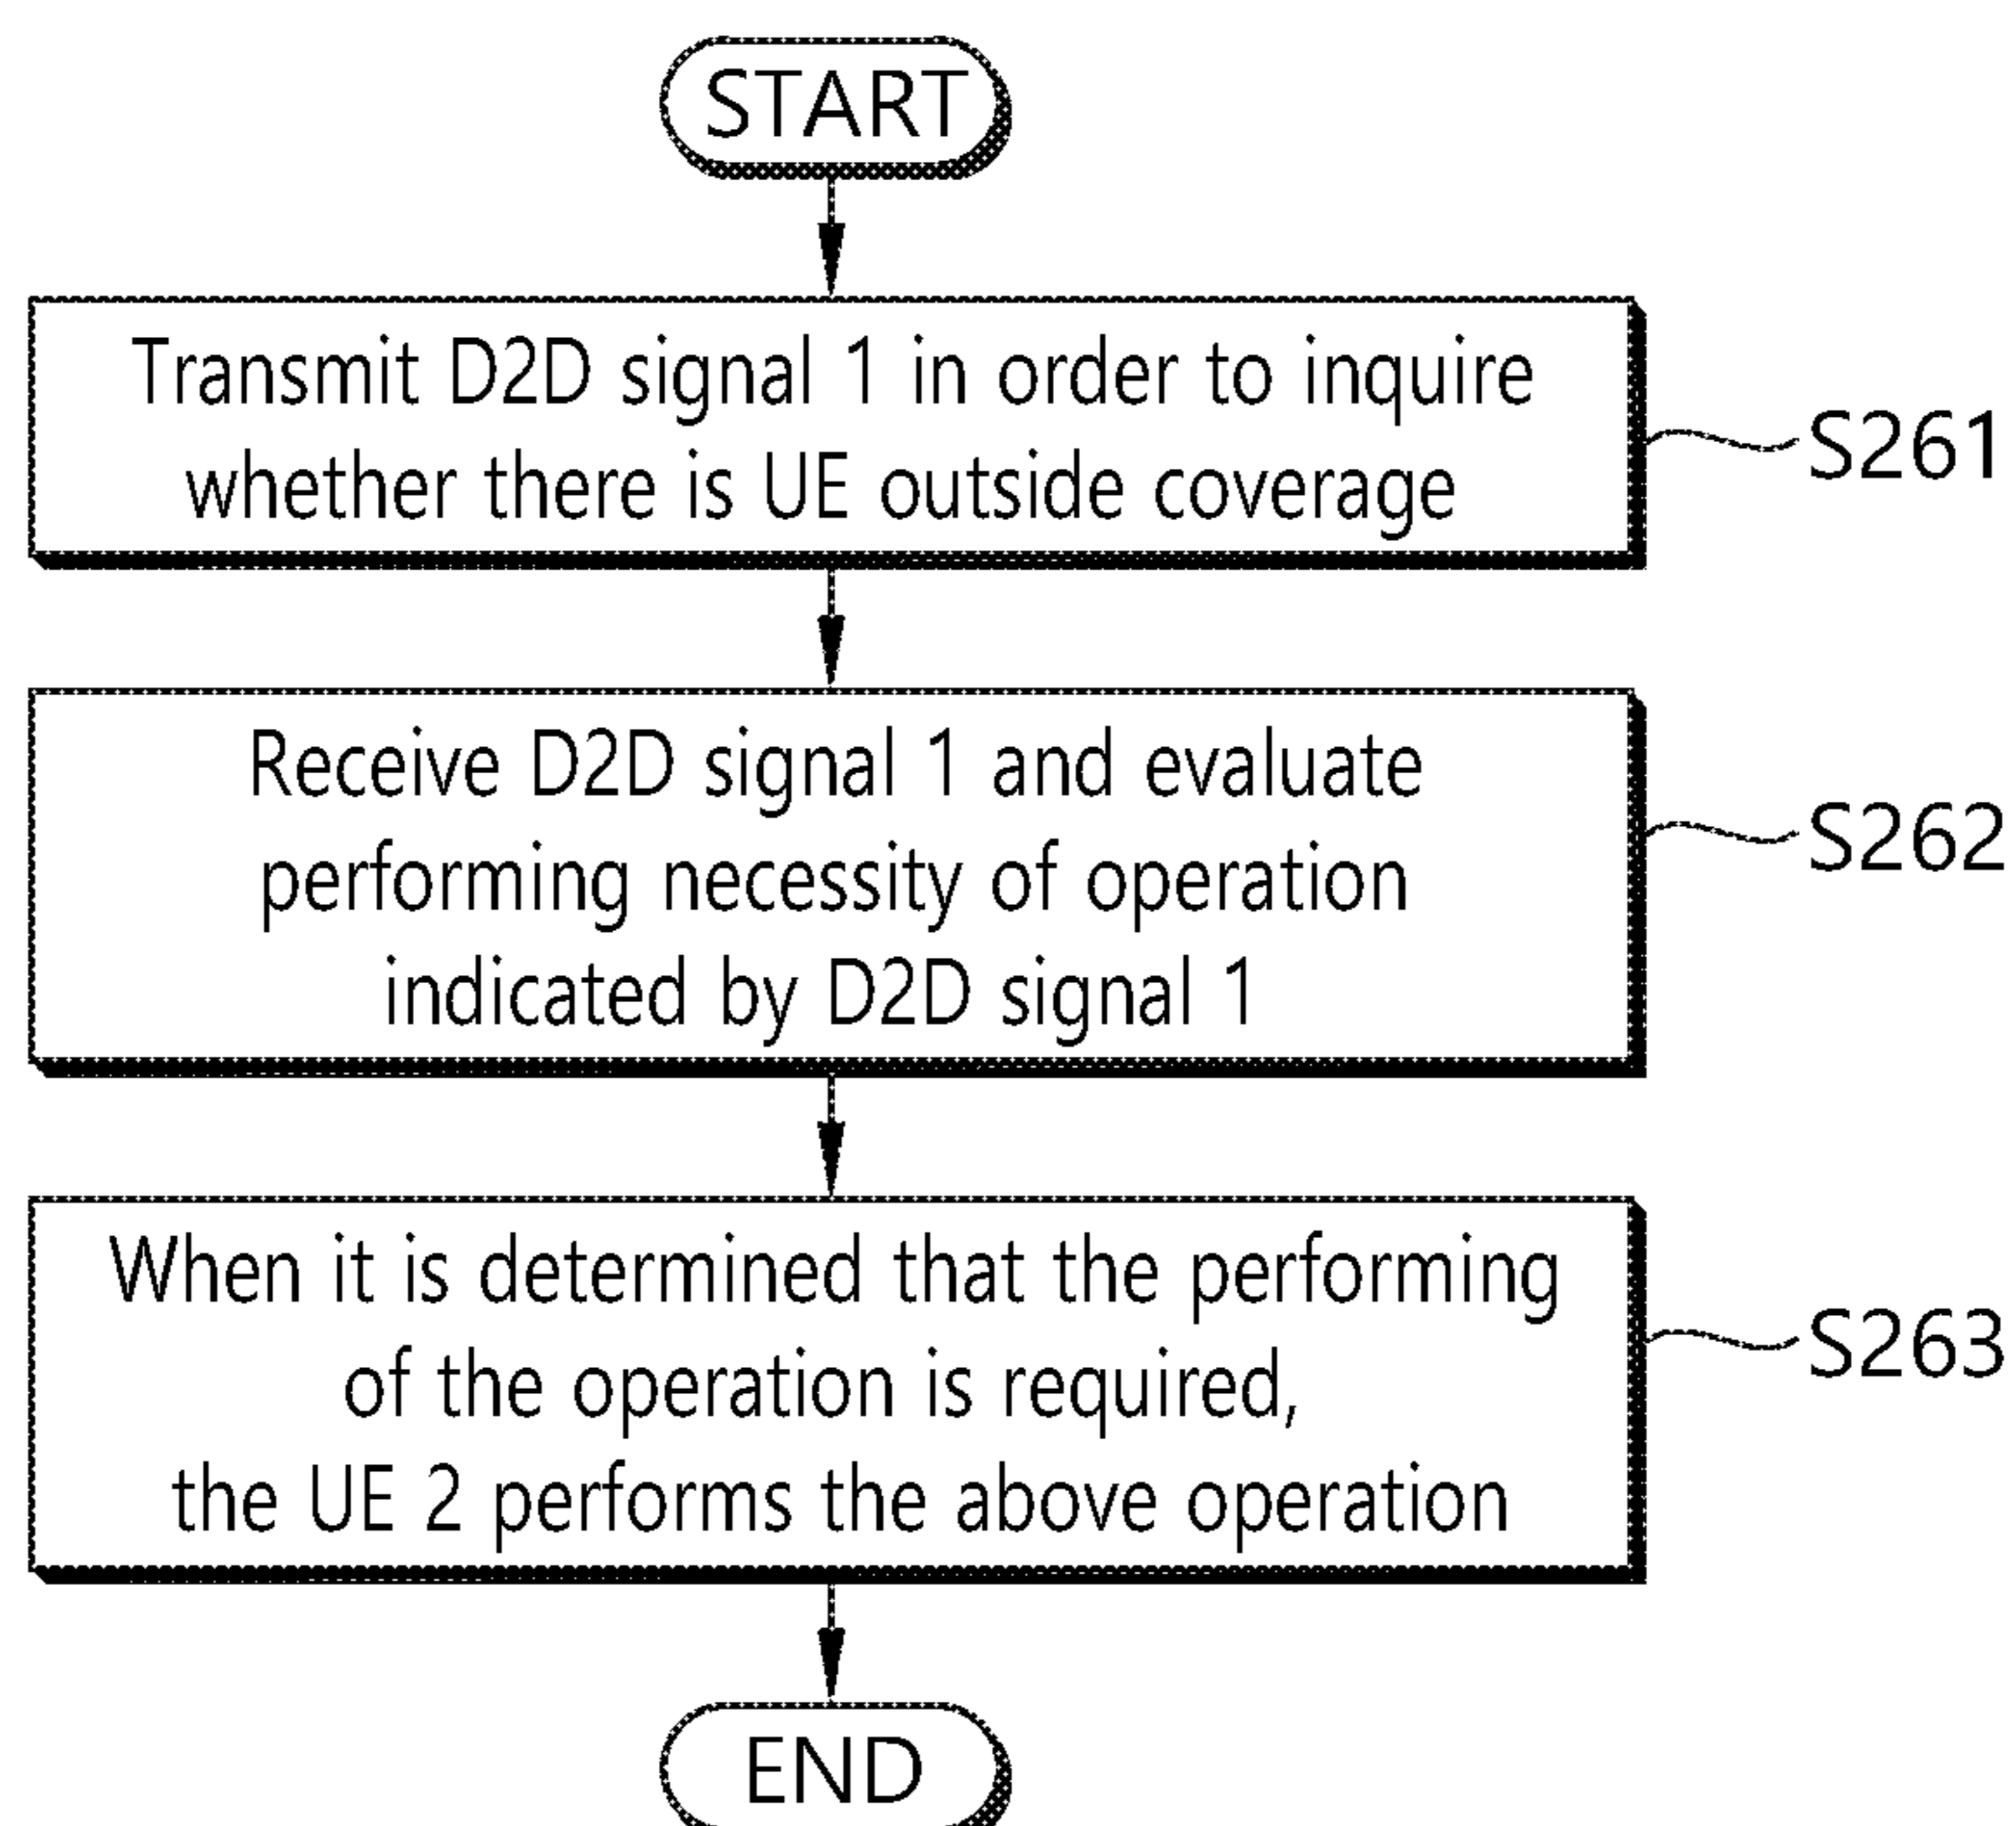 START
Transmit D2D signal 1 in order to inquire
whether there is UE outside coverage
S261
Receive D2D signal 1 and evaluate
performing necessity of operation
indicated by D2D signal 1
S262
When it is determined that the performing
of the operation is required,
the UE 2 performs the above operation
S263
END